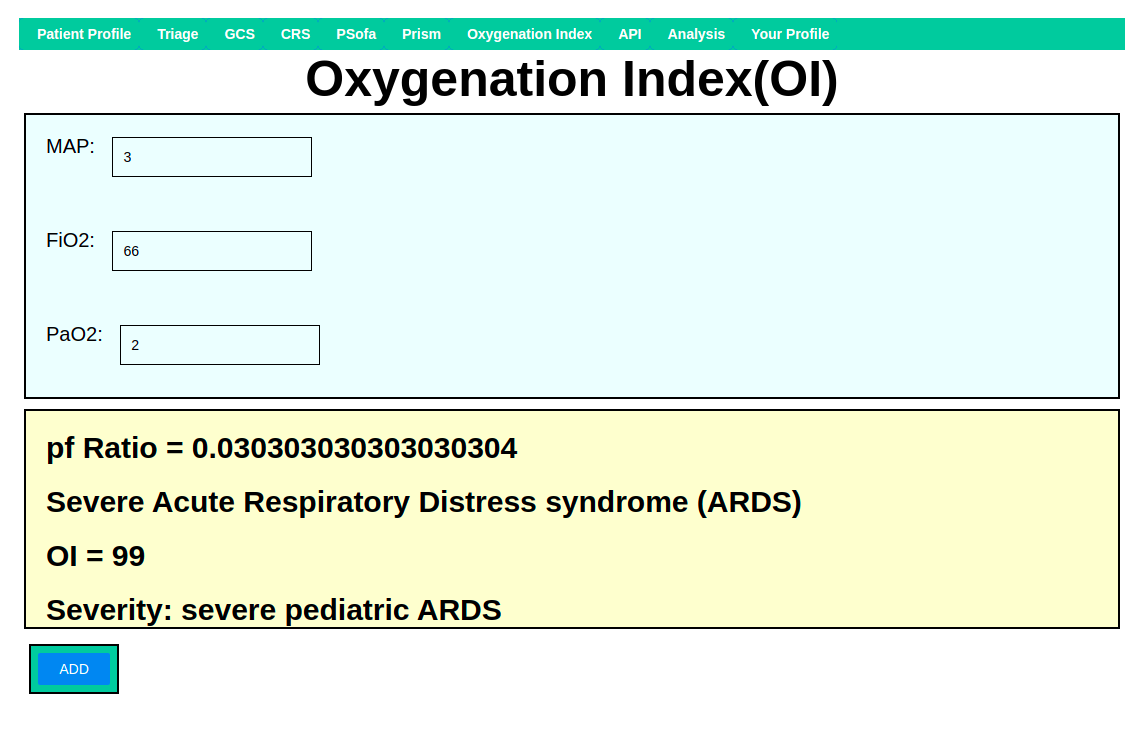 Patient Profile Triage GCS CRS PSofa Prism Oxygenation Index API Analysis Your Profile
Oxygenation Index(OI)
MAP: 3
FiO2: 66
PaO2: 2
pf Ratio = 0.030303030303030304
Severe Acute Respiratory Distress syndrome (ARDS)
OI = 99
Severity: severe pediatric ARDS
ADD